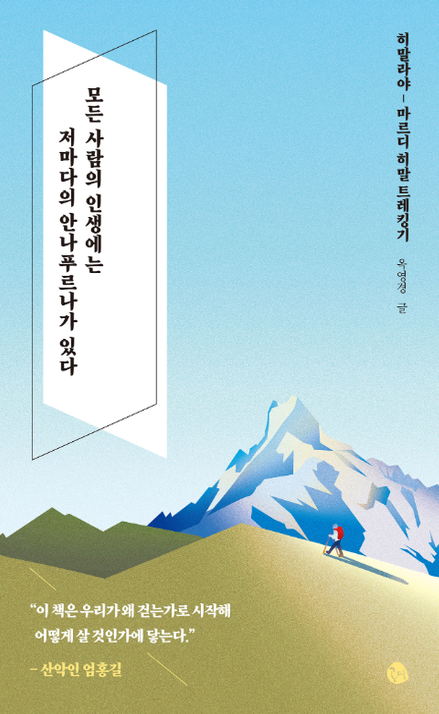 모든 사람의 인생에는
저마다의 안나푸르나가 있다
히말라야 – 마르디 히말 트레킹기 옥영경 글
“이 책은 우리가 왜 걷는가로 시작해
어떻게 살 것인가에 닿는다.”
– 산악인 엄홍길